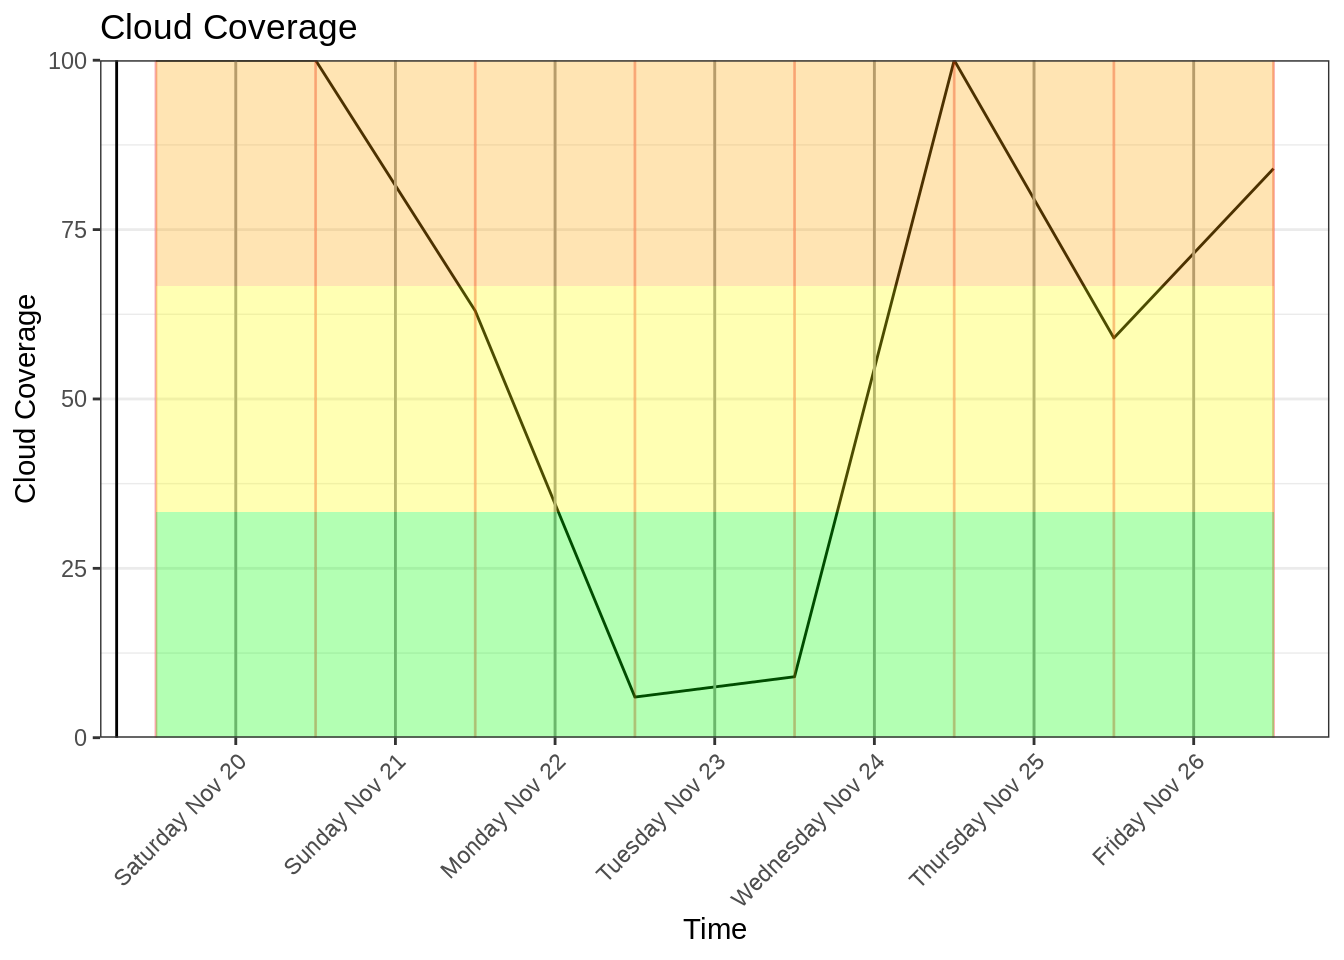 Cloud Coverage
100
75
50
25
0
Cloud Coverage
Saturday Nov 20
Sunday Nov 21
Monday Nov 22
Tuesday Nov 23
Wednesday Nov 24
Thursday Nov 25
Friday Nov 26
Time